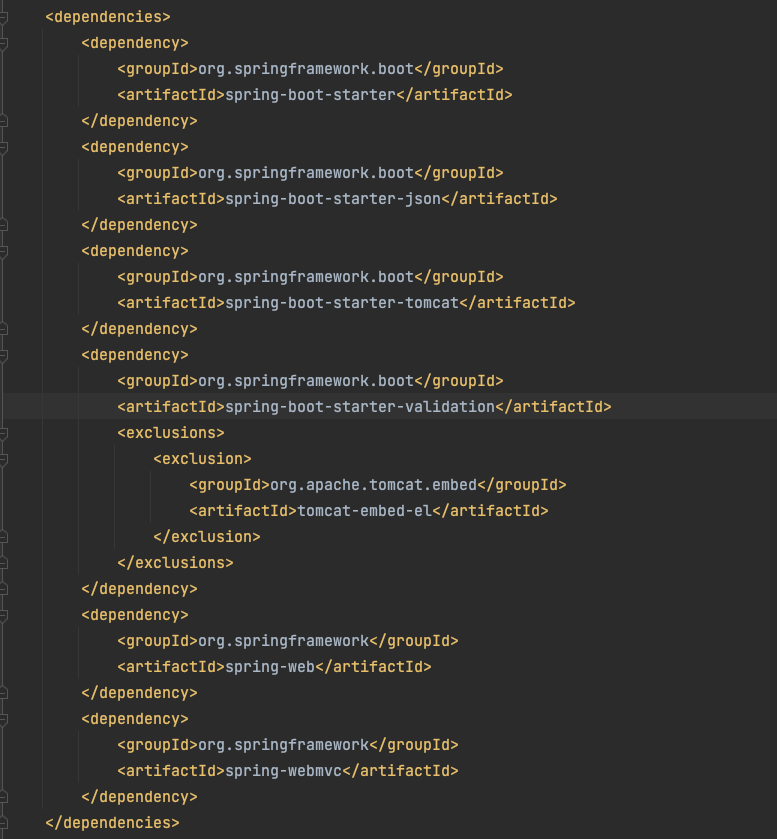 <dependencies>
<dependency>
<groupId>org.springframework.boot</groupId>
<artifactId>spring-boot-starter</artifactId>
</dependency>
<dependency>
<groupId>org.springframework.boot</groupId>
<artifactId>spring-boot-starter-json</artifactId>
</dependency>
<dependency>
<groupId>org.springframework.boot</groupId>
<artifactId>spring-boot-starter-tomcat</artifactId>
</dependency>
<dependency>
<groupId>org.springframework.boot</groupId>
<artifactId>spring-boot-starter-validation</artifactId>
<exclusions>
<exclusion>
<groupId>org.apache.tomcat.embed</groupId>
<artifactId>tomcat-embed-el</artifactId>
</exclusion>
</exclusions>
</dependency>
<dependency>
<groupId>org.springframework</groupId>
<artifactId>spring-web</artifactId>
</dependency>
<dependency>
<groupId>org.springframework</groupId>
<artifactId>spring-webmvc</artifactId>
</dependency>
</dependencies>